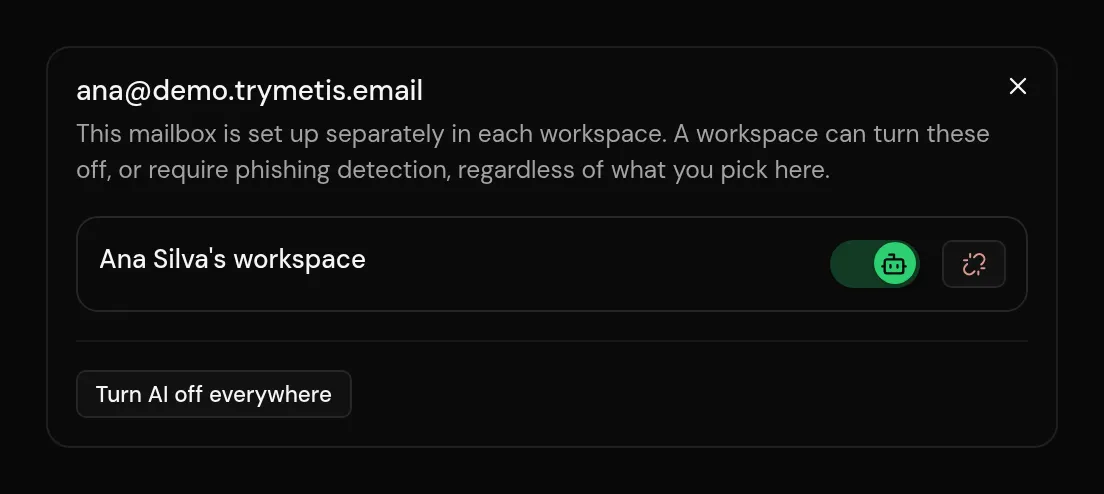 ana@demo.trymetis.email
This mailbox is set up separately in each workspace. A workspace can turn these
off, or require phishing detection, regardless of what you pick here.
Ana Silva's workspace
Turn AI off everywhere